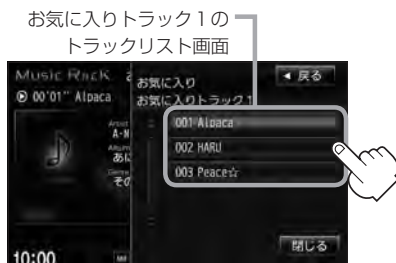 お気に入りトラック１の
トラックリスト画面
Music Rack
00'01" Alpaca
お気に入り
お気に入りトラック1
戻る
Artist
A-N
001 Alpaca
002 HARU
003 Peace☆
閉じる
10:00